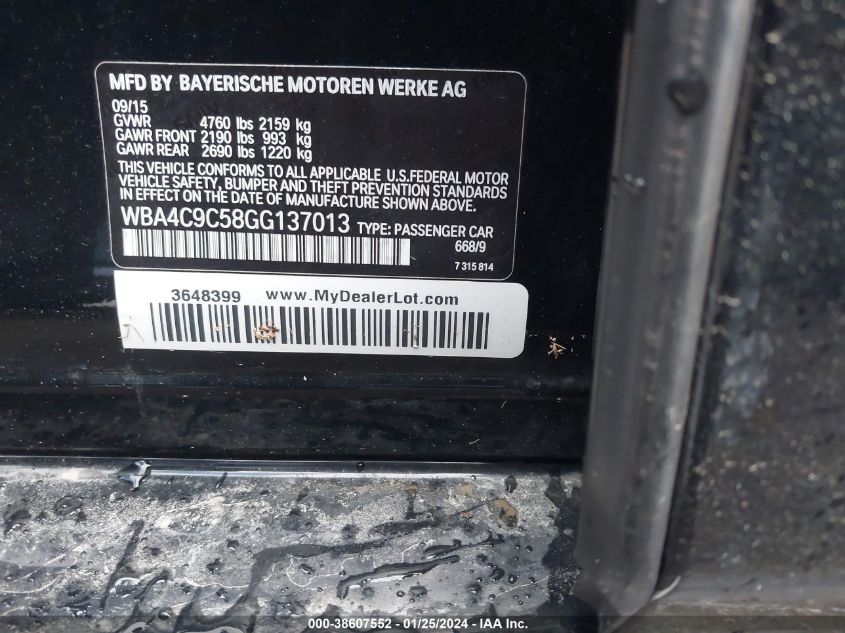 MFD BY BAYERISCHE MOTOREN WERKE AG
09/15
GVWR 4760 lbs 2159 kg
GAWR FRONT 2190 lbs 993 kg
GAWR REAR 2690 lbs 1220 kg
THIS VEHICLE CONFORMS TO ALL APPLICABLE U.S.FEDERAL MOTOR
VEHICLE SAFETY, BUMPER AND THEFT PREVENTION STANDARDS
IN EFFECT ON THE DATE OF MANUFACTURE SHOWN ABOVE.
WBA4C9C58GG137013 TYPE: PASSENGER CAR
668/9
7 315 814
3648399 www.MyDealerLot.com
000-38607552 - 01/25/2024 - IAA Inc.